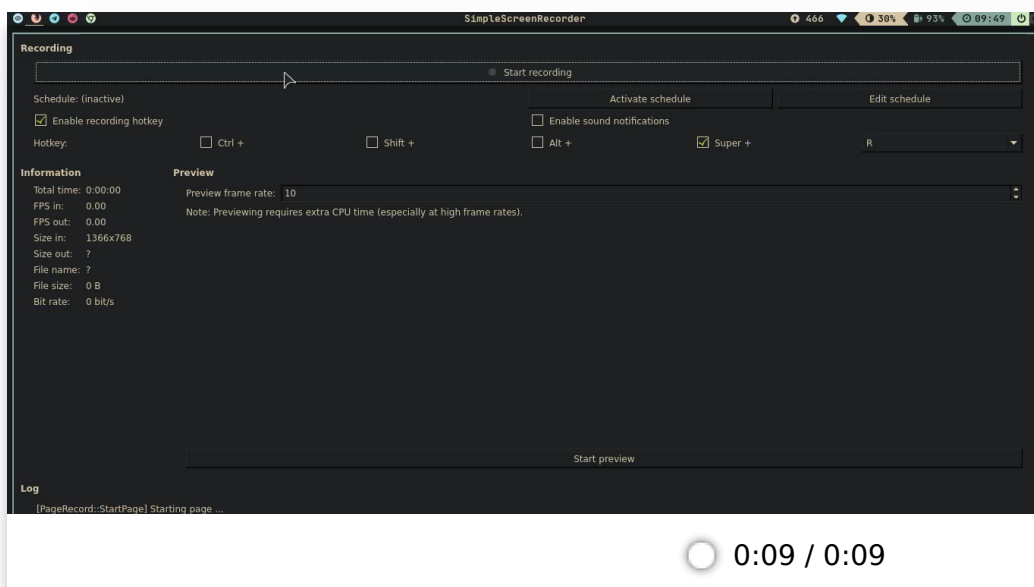 SimpleScreenRecorder 466 30% 93% 09:49
Recording
Start recording
Schedule: (inactive) Activate schedule Edit schedule
Enable recording hotkey Enable sound notifications
Hotkey: Ctrl + Shift + Alt + Super + R
Information Preview
Total time: 0:00:00 Preview frame rate: 10
FPS in: 0.00 Note: Previewing requires extra CPU time (especially at high frame rates).
FPS out: 0.00
Size in: 1366x768
Size out: ?
File name: ?
File size: 0 B
Bit rate: 0 bit/s
Start preview
Log
[PageRecord::StartPage] Starting page ...
0:09 / 0:09